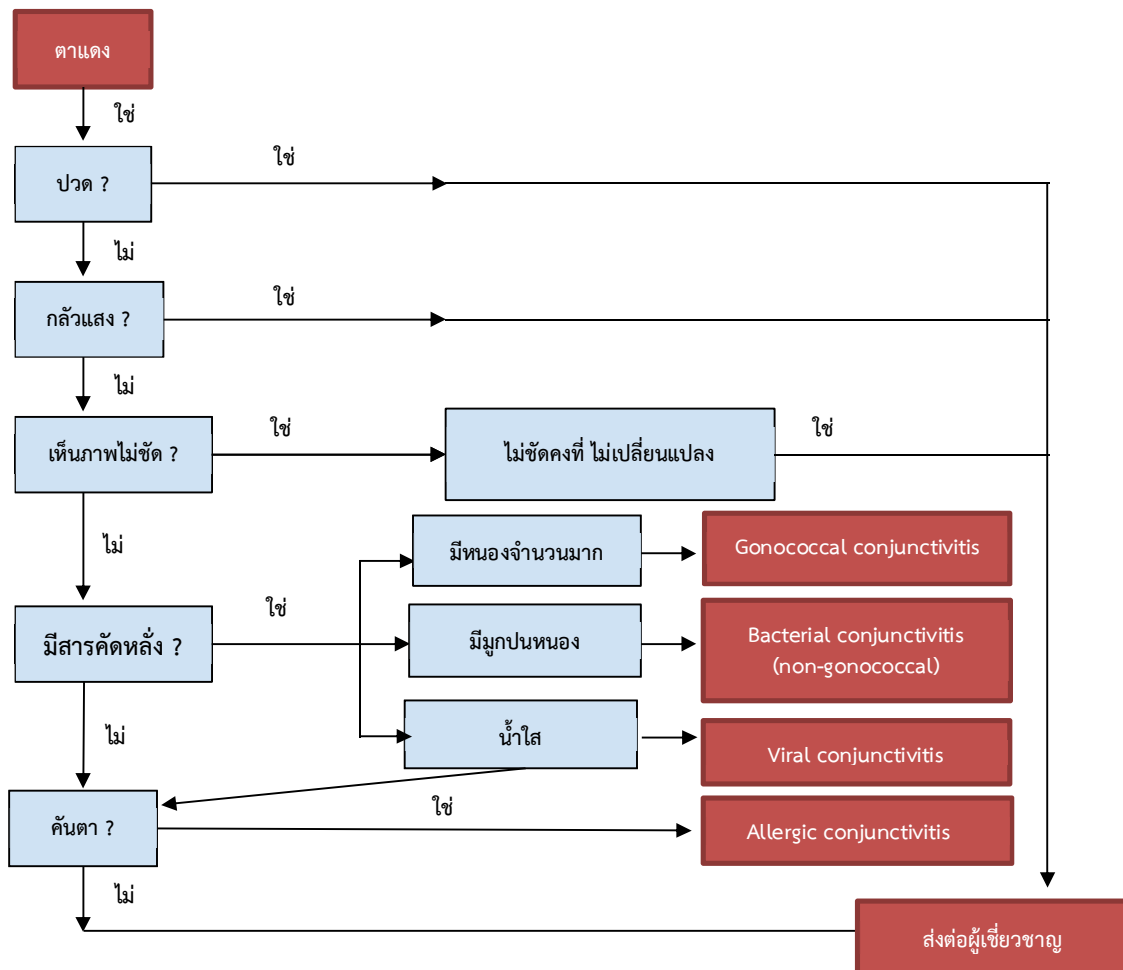 ตาแดง
ใช่
ปวด ?
ใช่
ไม่
กลัวแสง ?
ใช่
ไม่
เห็นภาพไม่ชัด ?
ใช่
ไม่ชัดคงที่ ไม่เปลี่ยนแปลง
ใช่
ไม่
มีหนองจำนวนมาก
Gonococcal conjunctivitis
มีสารคัดหลั่ง ?
ใช่
มีมูกปนหนอง
Bacterial conjunctivitis
(non-gonococcal)
ไม่
น้ำใส
Viral conjunctivitis
คันตา ?
ใช่
Allergic conjunctivitis
ไม่
ส่งต่อผู้เชี่ยวชาญ